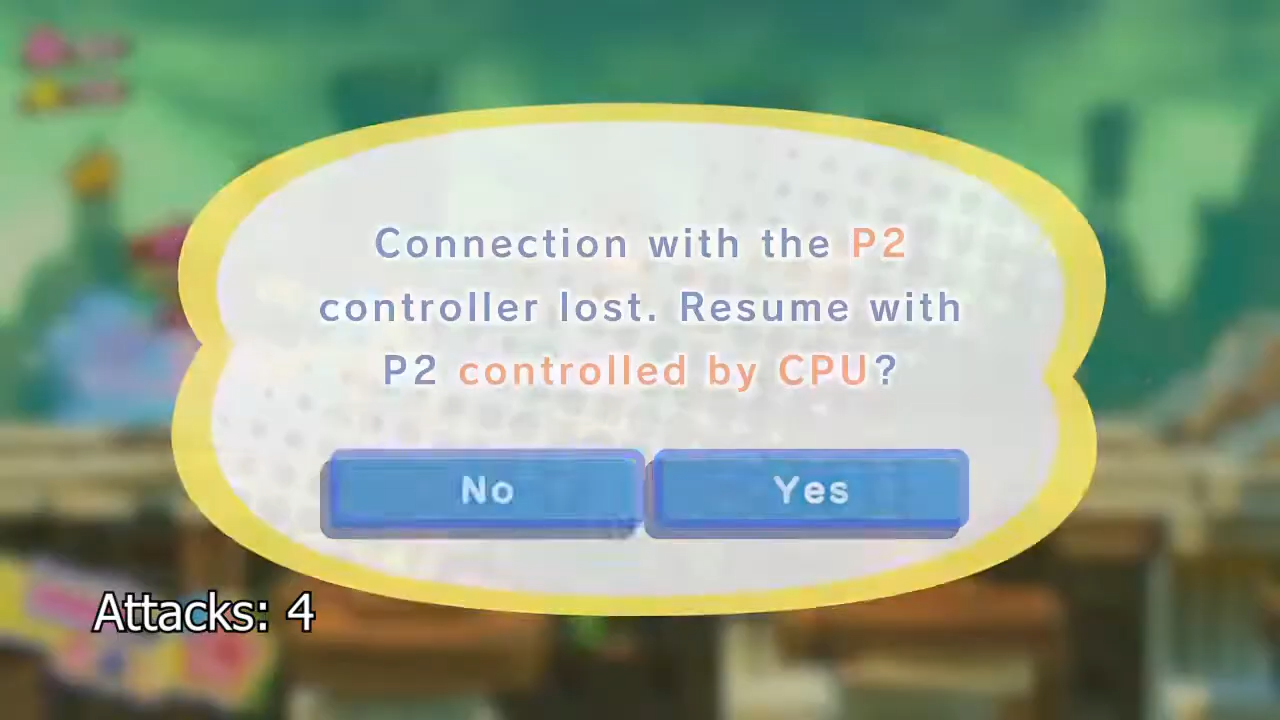 Connection with the P2
controller lost. Resume with
P2 controlled by CPU?
No
Yes
Attacks: 4